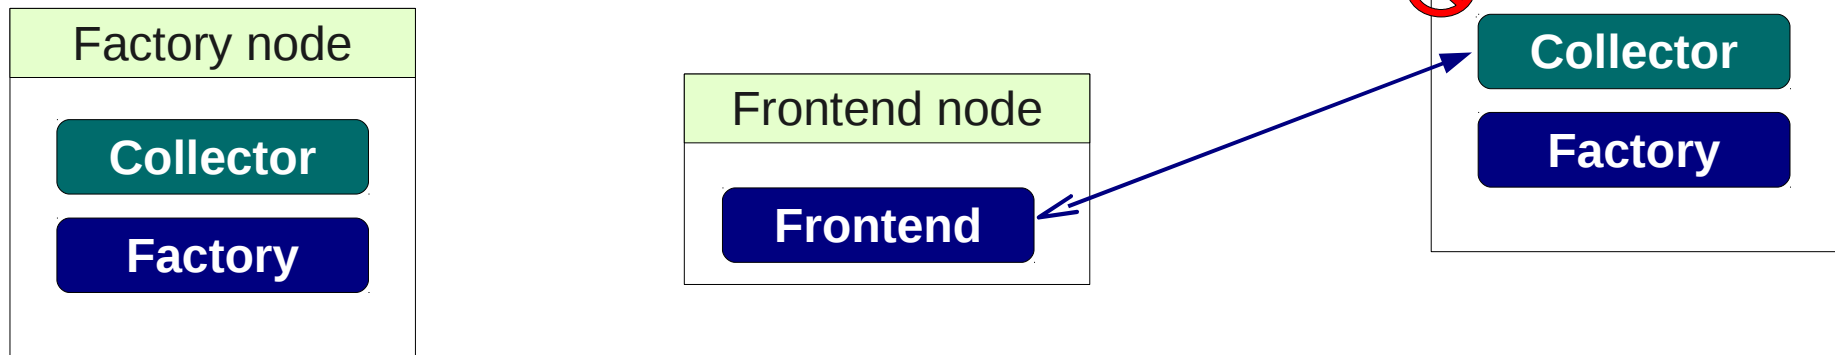 Factory node
Collector
Factory
Frontend node
Frontend
Collector
Factory